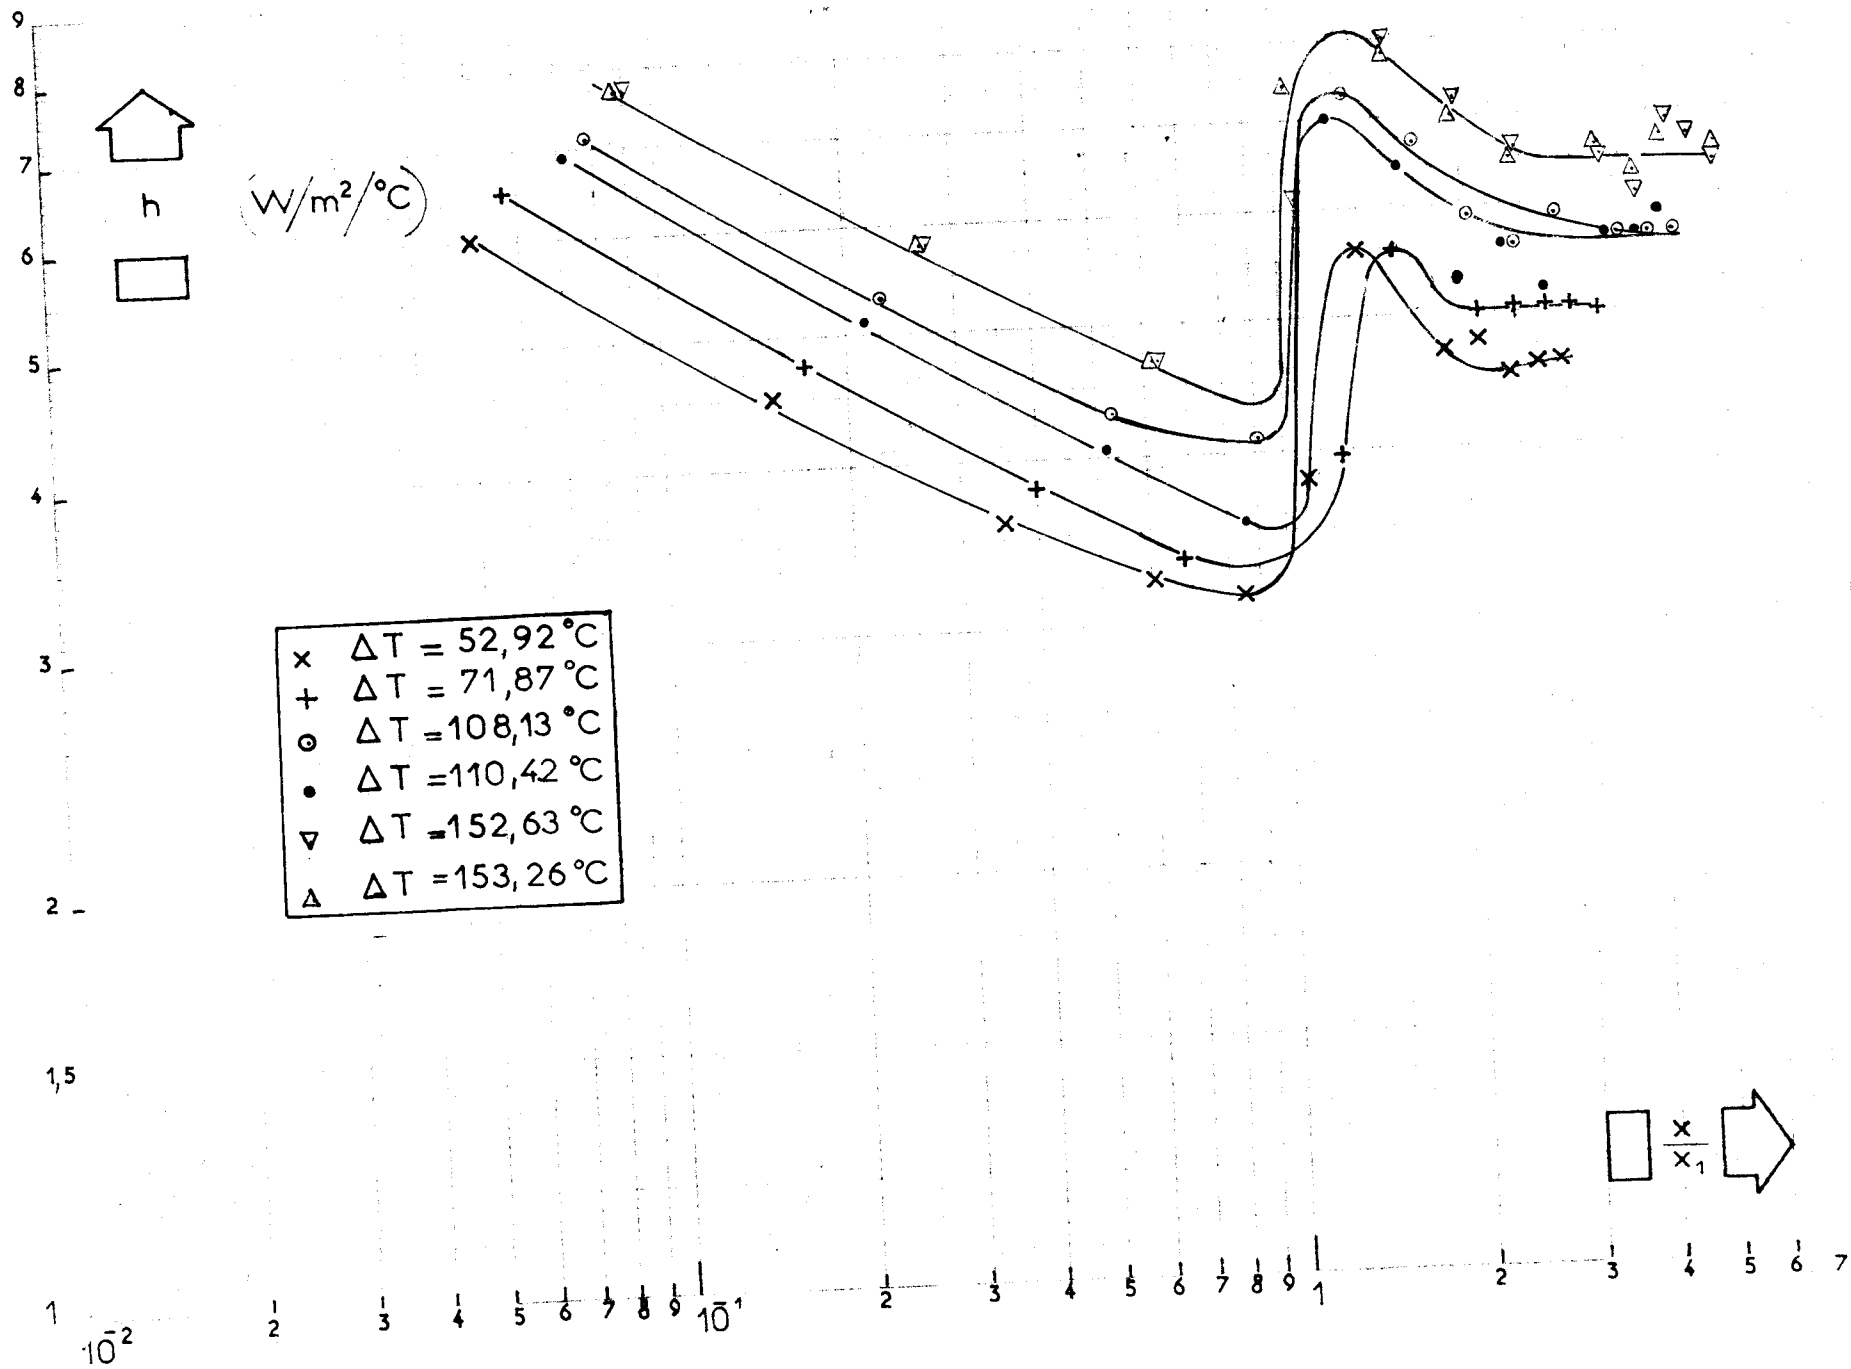 9
8
7
6
5
4
3
2
1,5
1
h (W/m²/°C)
× ΔT = 52,92 °C
+ ΔT = 71,87 °C
⊙ ΔT = 108,13 °C
• ΔT = 110,42 °C
▽ ΔT = 152,63 °C
△ ΔT = 153,26 °C
x
x₁
10⁻² 2 3 4 5 6 7 8 9 10⁻¹ 2 3 4 5 6 7 8 9 1 2 3 4 5 6 7